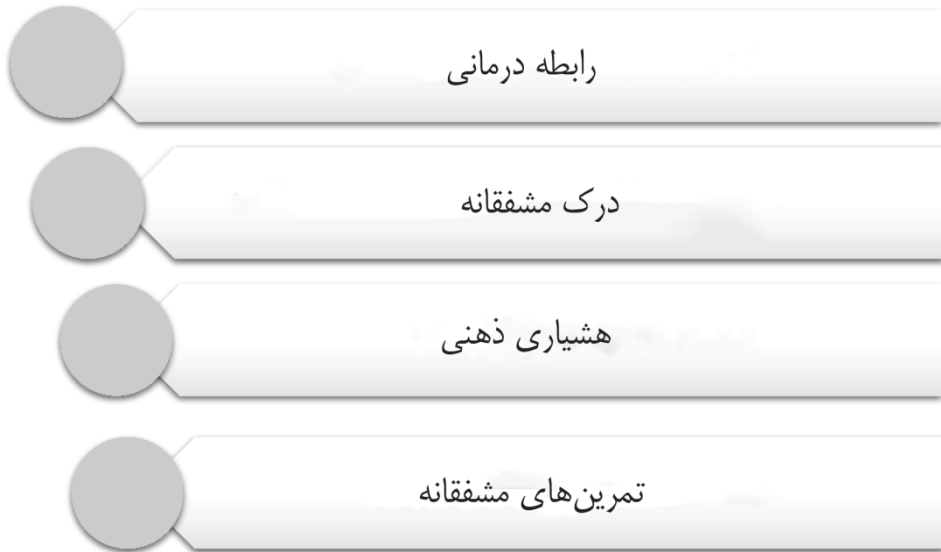 رابطه درمانی
درک مشفقانه
هشیاری ذهنی
تمرین‌های مشفقانه